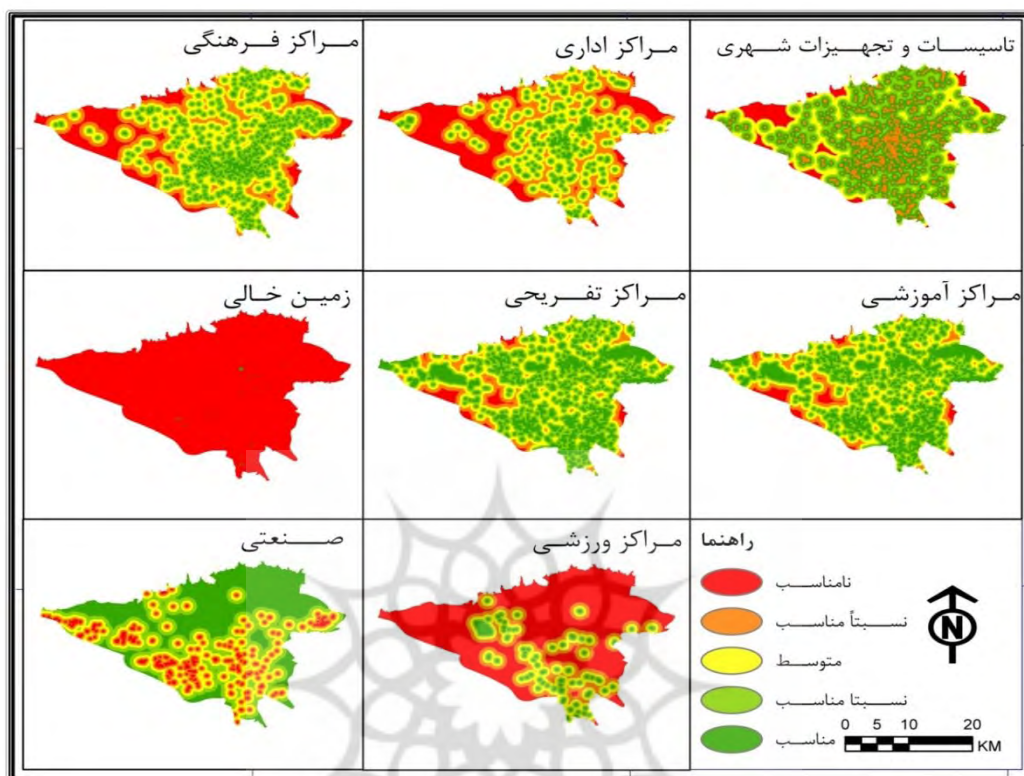 تاسیسات و تجهیزات شهری
مراکز اداری
مراکز فرهنگی
مراکز آموزشی
مراکز تفریحی
زمین خالی
راهنما
نامناسب
نسبتاً مناسب
متوسط
نسبتا مناسب
مناسب
N
0 5 10 20
KM
مراکز ورزشی
صنعتی